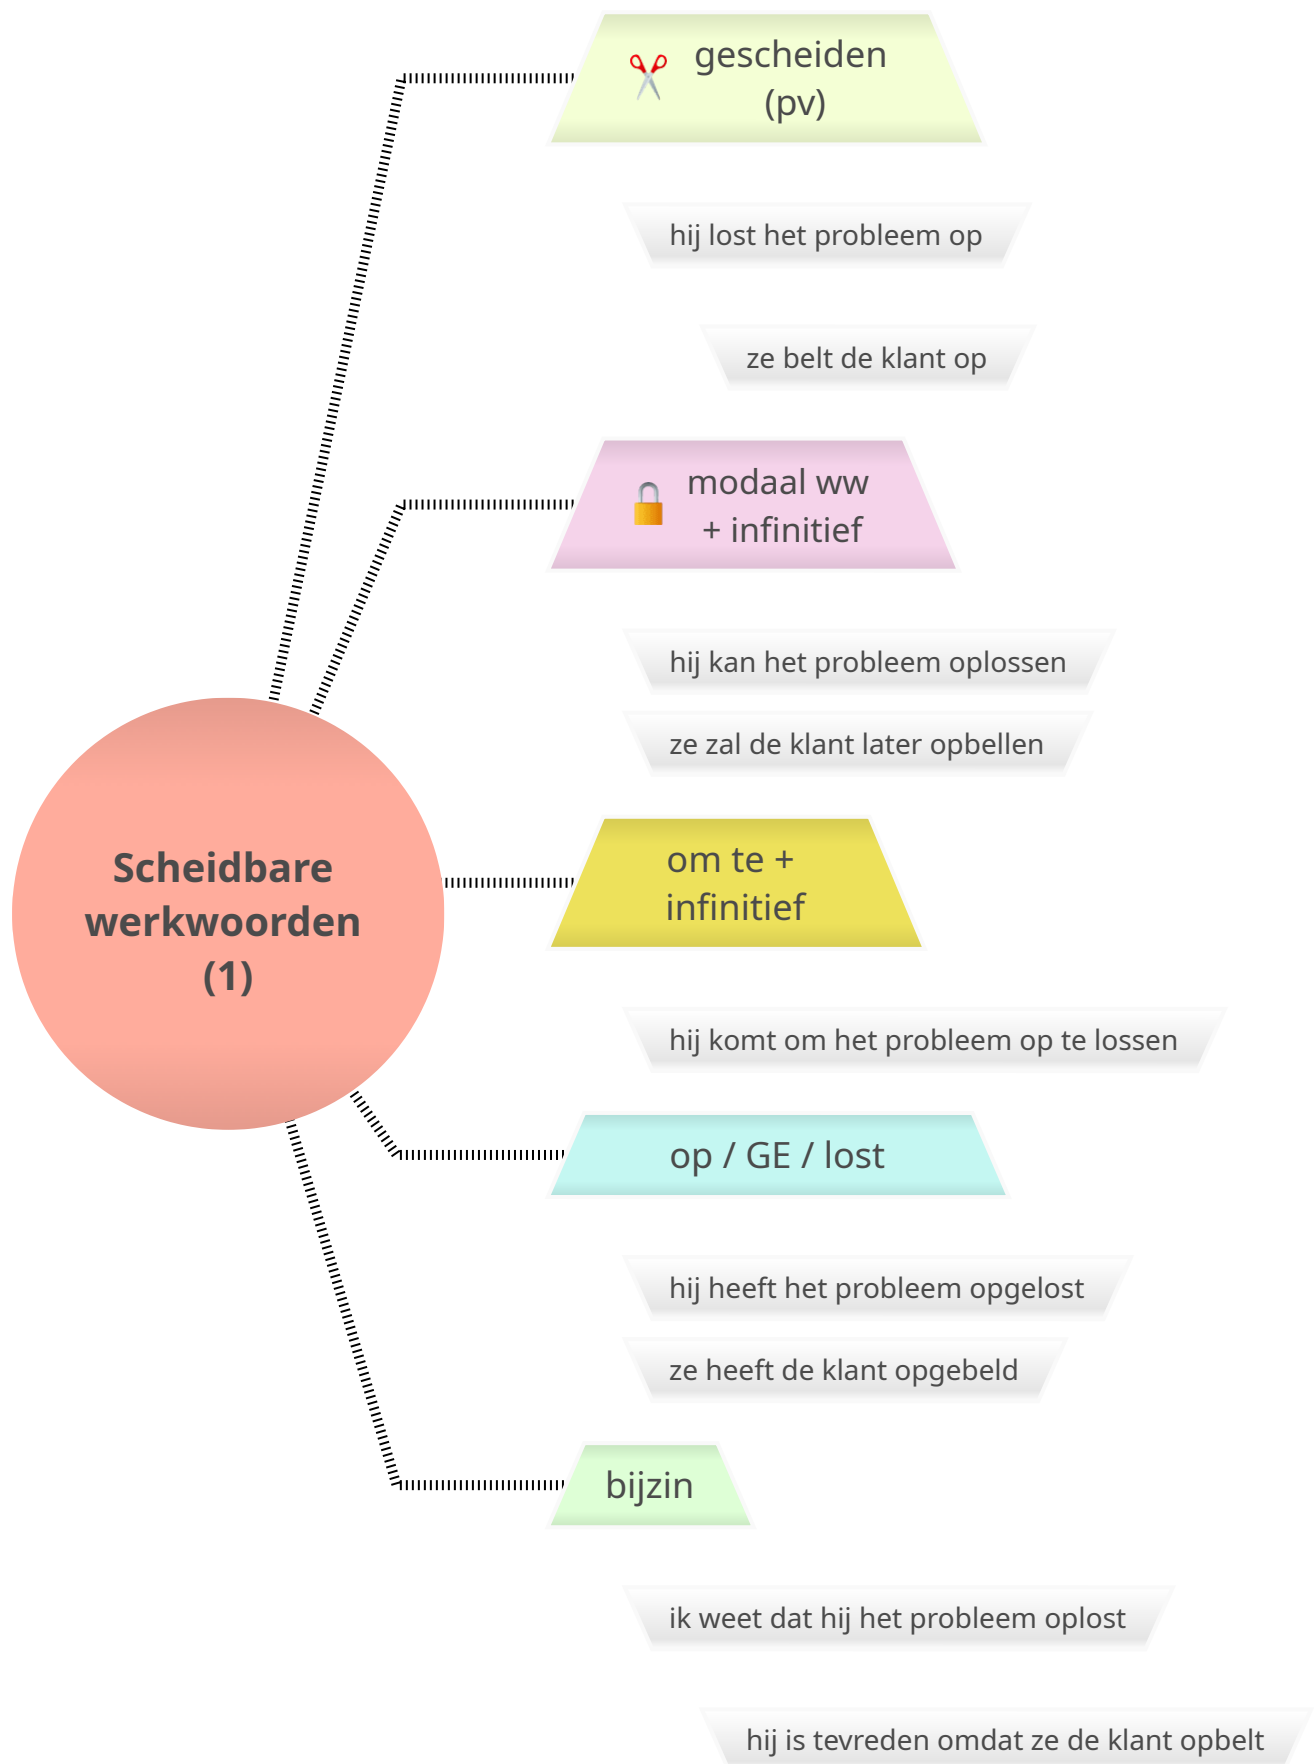 gescheiden
(pv)
hij lost het probleem op
ze belt de klant op
modaal ww
+ infinitief
hij kan het probleem oplossen
ze zal de klant later opbellen
Scheidbare
werkwoorden
(1)
om te +
infinitief
hij komt om het probleem op te lossen
op / GE / lost
hij heeft het probleem opgelost
ze heeft de klant opgebeld
bijzin
ik weet dat hij het probleem oplost
hij is tevreden omdat ze de klant opbelt